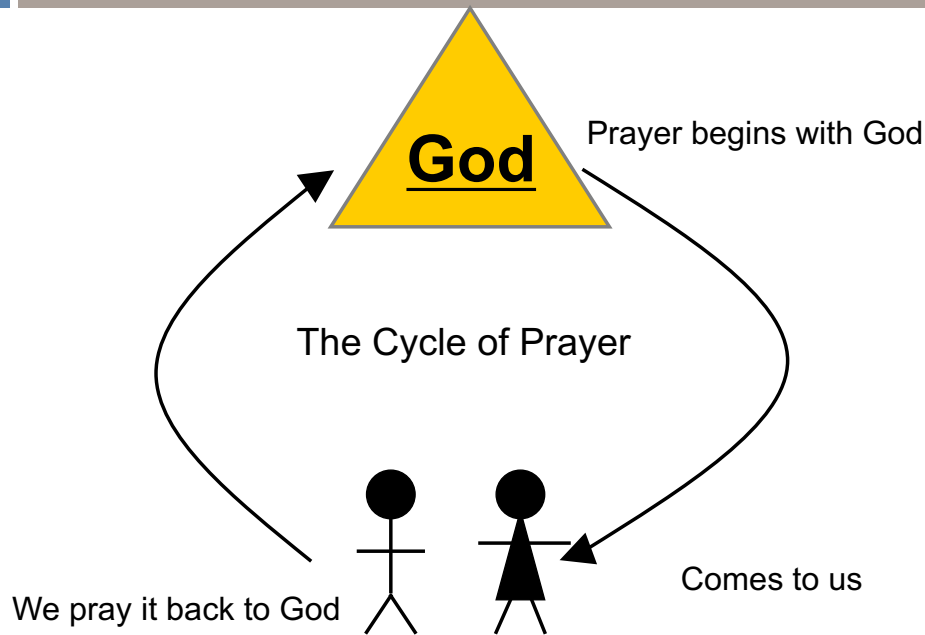 Prayer begins with God
God
The Cycle of Prayer
Comes to us
We pray it back to God